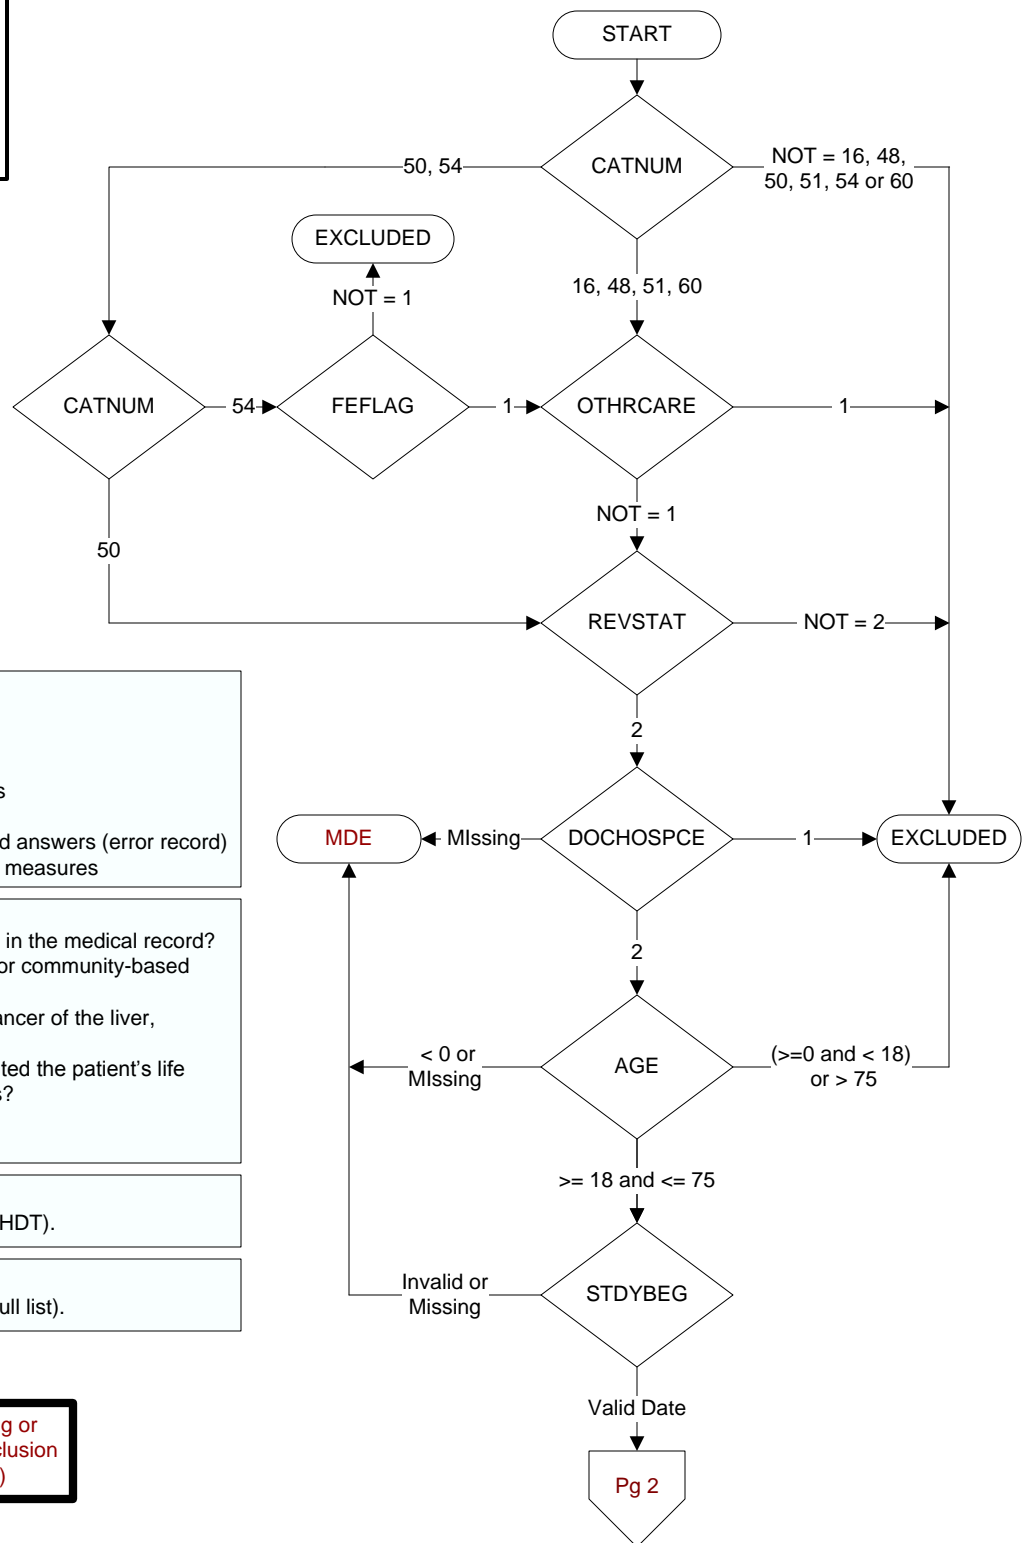 START
CATNUM
50, 54
NOT = 16, 48,
50, 51, 54 or 60
EXCLUDED
NOT = 1
16, 48, 51, 60
CATNUM
54
FEFLAG
1
OTHRCARE
1
NOT = 1
50
REVSTAT
NOT = 2
2
MDE
MIssing
DOCHOSPCE
1
EXCLUDED
2
< 0 or
MIssing
AGE
(>=0 and < 18)
or > 75
>= 18 and <= 75
Invalid or
Missing
STDYBEG
Valid Date
Pg 2
s
d answers (error record)
measures
in the medical record?
or community-based
ancer of the liver,
ted the patient's life
s?
HDT).
ull list).
g or
clusion
)